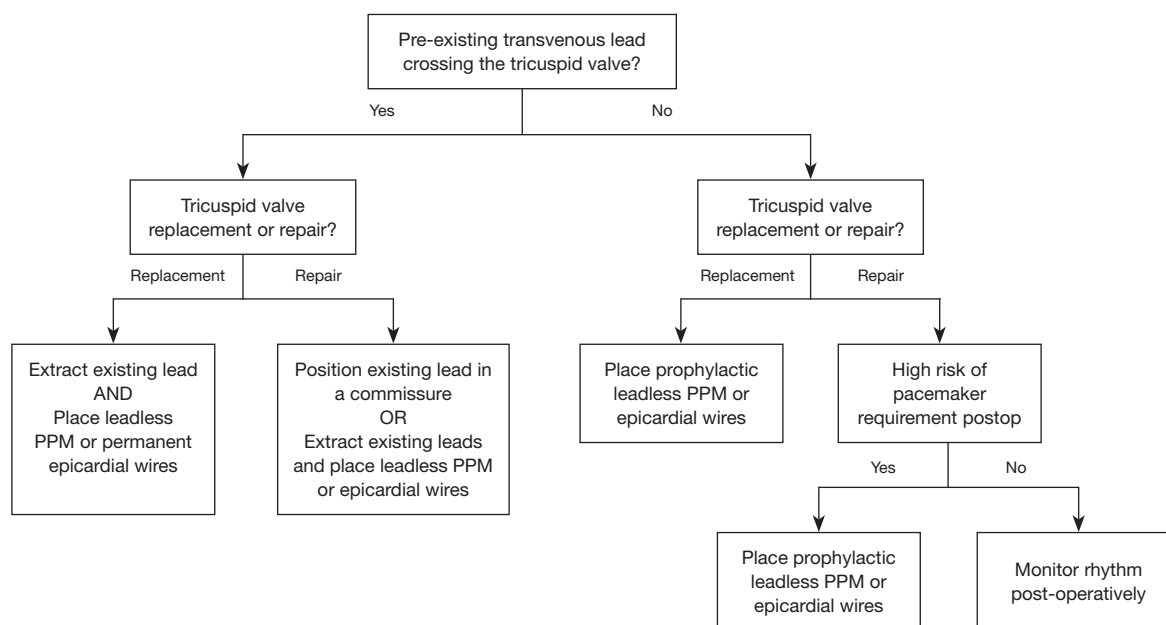 Pre-existing transvenous lead
crossing the tricuspid valve?
Yes
No
Tricuspid valve
replacement or repair?
Tricuspid valve
replacement or repair?
Replacement
Repair
Replacement
Repair
Extract existing lead
AND
Place leadless
PPM or permanent
epicardial wires
Position existing lead in
a commissure
OR
Extract existing leads
and place leadless PPM
or epicardial wires
Place prophylactic
leadless PPM or
epicardial wires
High risk of
pacemaker
requirement postop
Yes
No
Place prophylactic
leadless PPM or
epicardial wires
Monitor rhythm
post-operatively